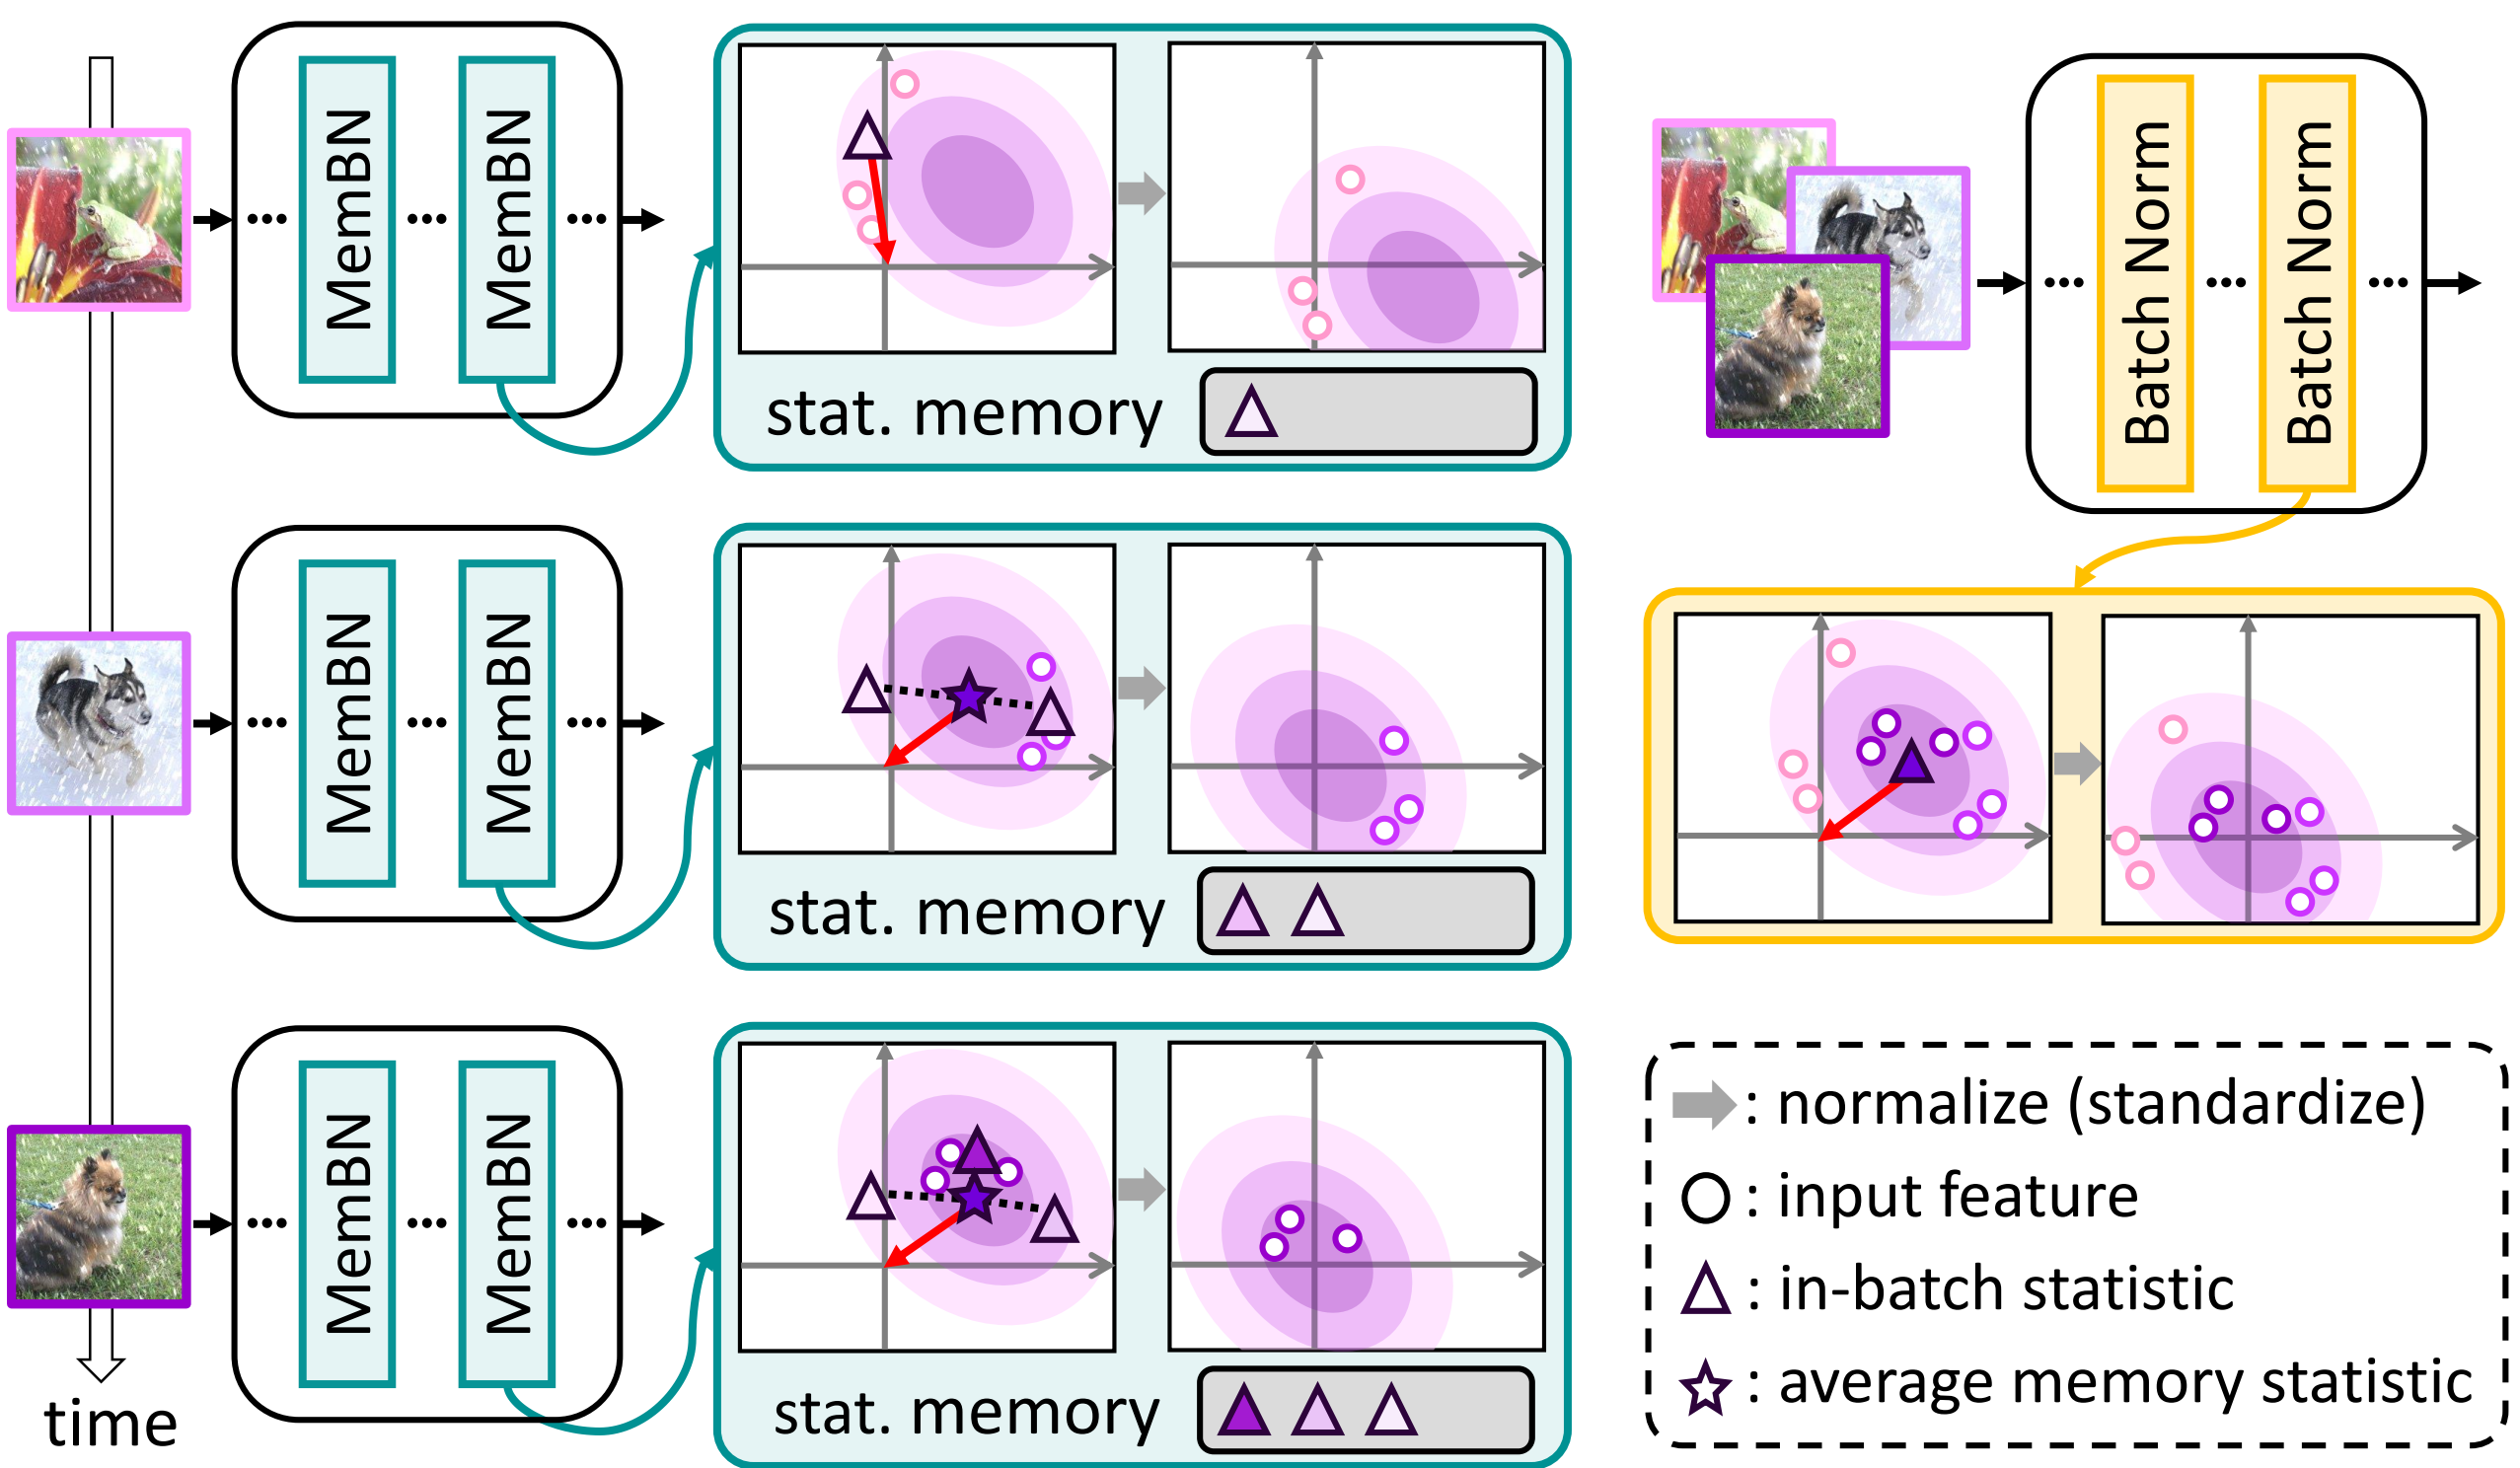 MemBN
MemBN
stat. memory
MemBN
MemBN
stat. memory
MemBN
MemBN
stat. memory
time
Batch Norm
Batch Norm
: normalize (standardize)
: input feature
: in-batch statistic
: average memory statistic